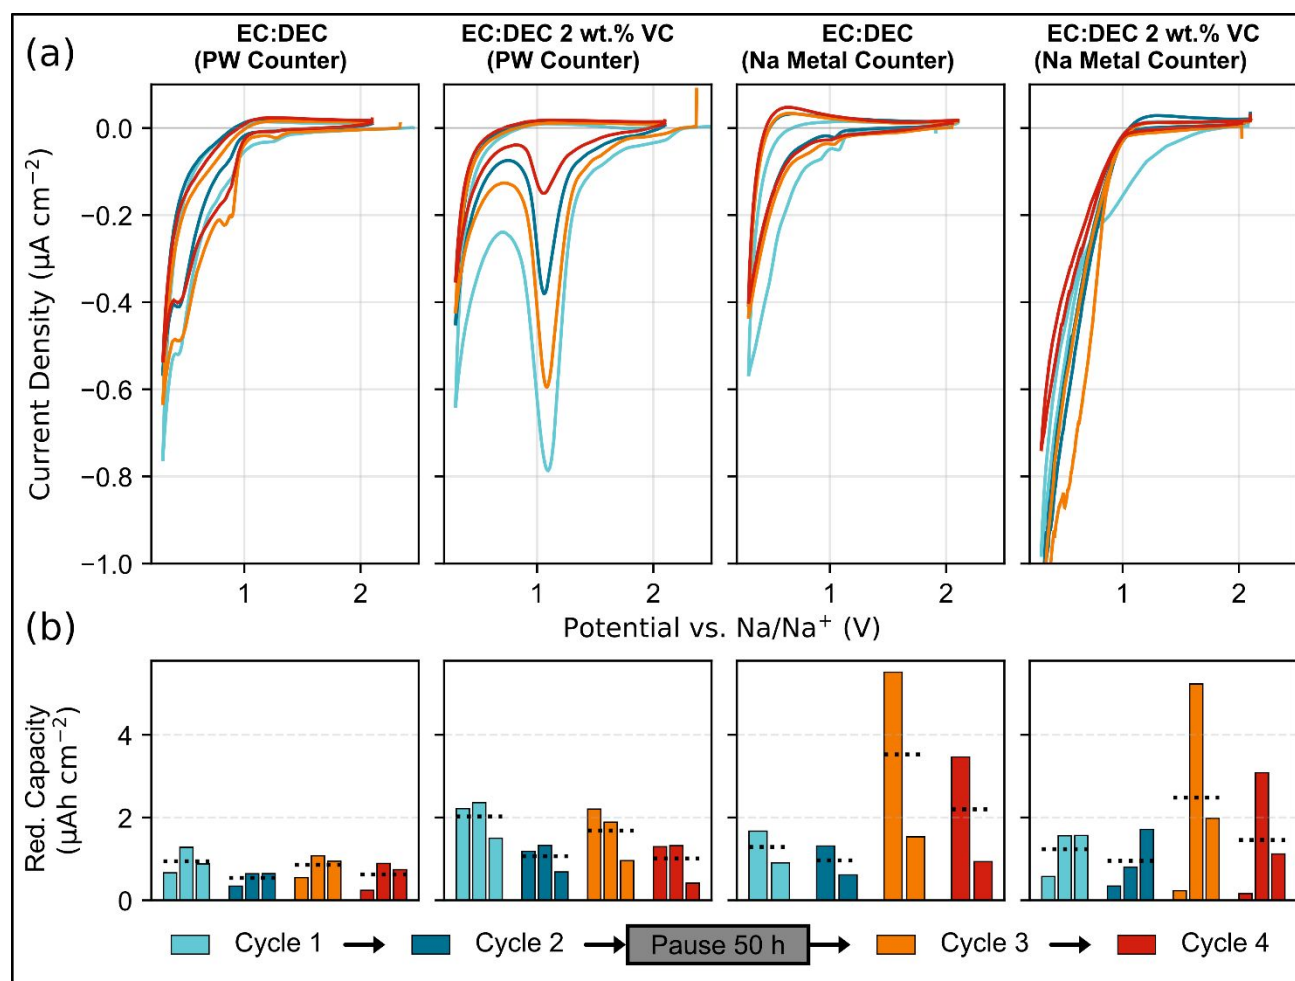 (a)
EC:DEC
(PW Counter)
EC:DEC 2 wt.% VC
(PW Counter)
EC:DEC
(Na Metal Counter)
EC:DEC 2 wt.% VC
(Na Metal Counter)
Current Density (µA cm⁻²)
0.0
−0.2
−0.4
−0.6
−0.8
−1.0
1
2
1
2
1
2
1
2
Potential vs. Na/Na⁺ (V)
(b)
Red. Capacity
(µAh cm⁻²)
4
2
0
Cycle 1
Cycle 2
Pause 50 h
Cycle 3
Cycle 4